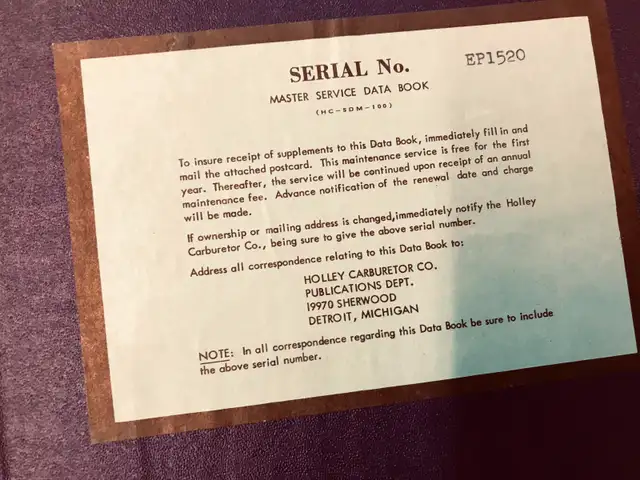 SERIAL No. EP1520
MASTER SERVICE DATA BOOK
(HC-SDM-100)
To insure receipt of supplements to this Data Book, immediately fill in and
mail the attached postcard. This maintenance service is free for the first
year. Thereafter, the service will be continued upon receipt of an annual
maintenance fee. Advance notification of the renewal date and charge
will be made.
If ownership or mailing address is changed,immediately notify the Holley
Carburetor Co., being sure to give the above serial number.
Address all correspondence relating to this Data Book to:
HOLLEY CARBURETOR CO.
PUBLICATIONS DEPT.
19970 SHERWOOD
DETROIT, MICHIGAN
NOTE: In all correspondence regarding this Data Book be sure to include
the above serial number.